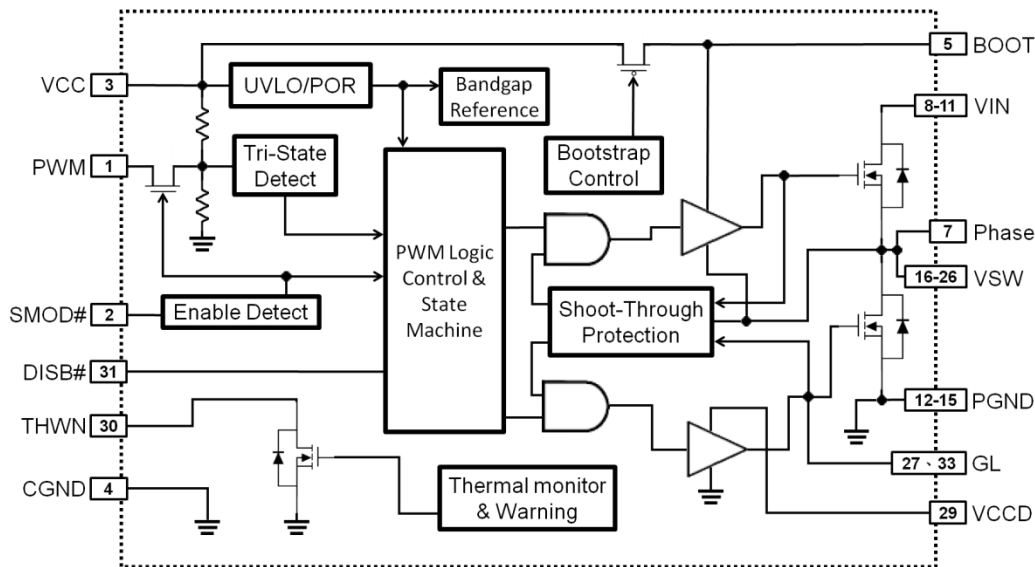 VCC 3
UVLO/POR
Bandgap
Reference
5 BOOT
8-11 VIN
PWM 1
Tri-State
Detect
Bootstrap
Control
PWM Logic
Control &
State
Machine
7 Phase
16-26 VSW
SMOD# 2
Enable Detect
Shoot-Through
Protection
DISB# 31
12-15 PGND
THWN 30
27、33 GL
CGND 4
Thermal monitor
& Warning
29 VCCD